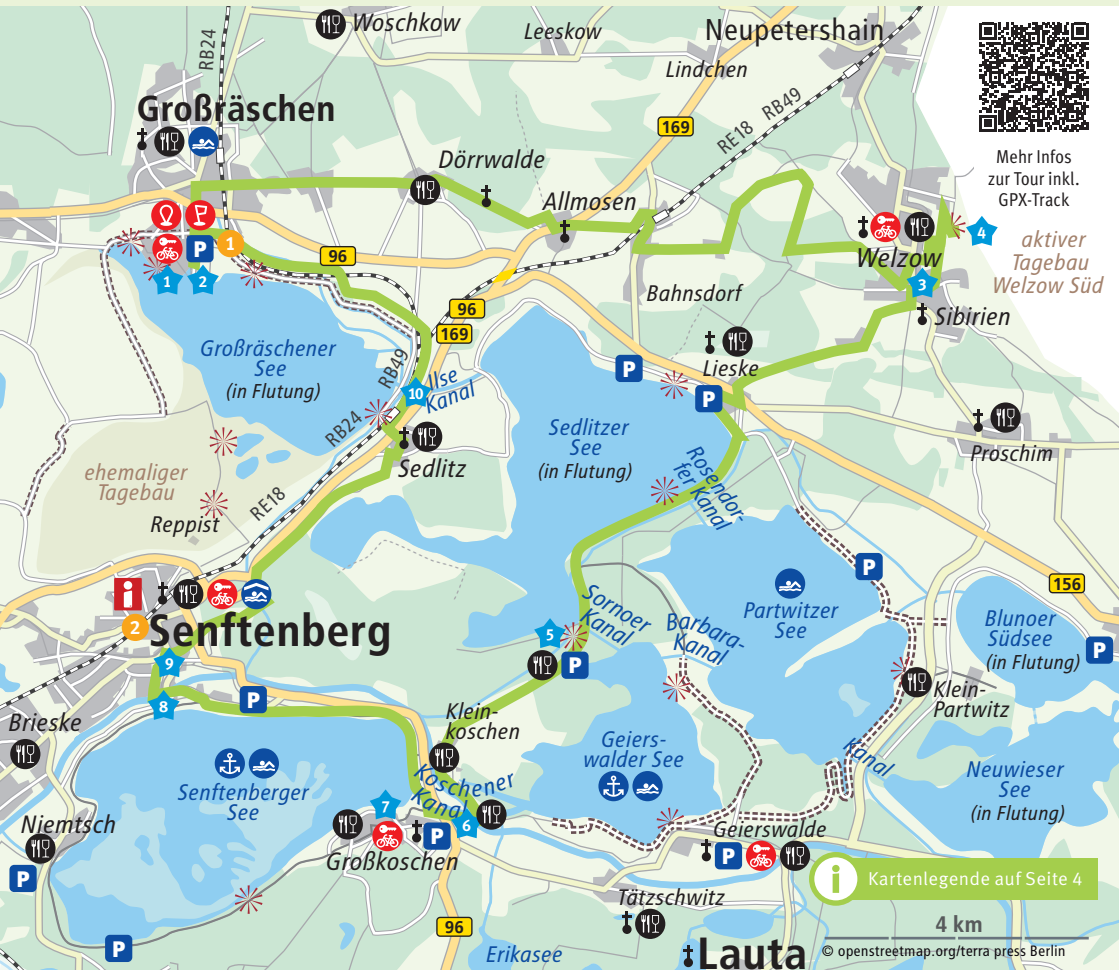 Woschkow
Leeskow
Neupetershain
Lindchen
RB24
RE18 RB49
Mehr Infos
zur Tour inkl.
GPX-Track
Großräschen
169
Dörrwalde
Allmosen
Welzow
4
aktiver
Tagebau
Welzow Süd
P
1
1
2
96
3
Sibirien
Bahnsdorf
96
169
Großräschener
See
(in Flutung)
RB49
10
Ilse
Kanal
P
Lieske
P
RB24
Sedlitz
Sedlitzer
See
(in Flutung)
Rosendor-
fer Kanal
Proschim
ehemaliger
Tagebau
Reppist
RE18
P
156
i
2
Senftenberg
Sornoer
Kanal
Barbara-
Kanal
Partwitzer
See
Blunoer
Südsee
(in Flutung)
P
5
P
9
8
P
Klein-
Partwitz
Brieske
Klein-
koschen
Geiers-
walder See
Kanal
Neuwieser
See
(in Flutung)
Senftenberger
See
Koschener
Kanal
7
6
P
Großkoschen
Niemtsch
P
Geierswalde
P
i
Kartenlegende auf Seite 4
Tätzschwitz
96
P
Erikasee
Lauta
4 km
© openstreetmap.org/terra press Berlin